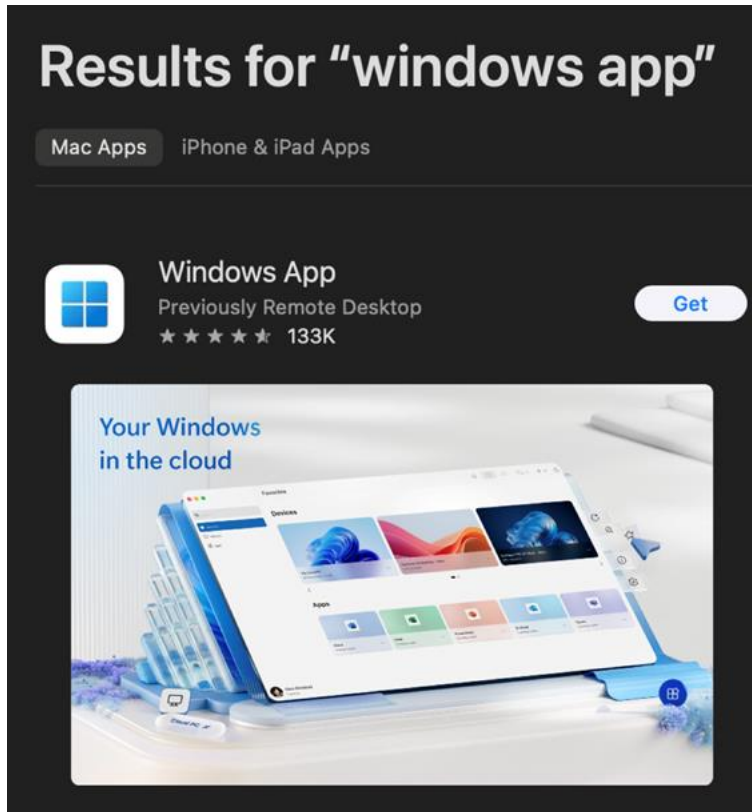 Results for “windows app”
Mac Apps iPhone & iPad Apps
Windows App
Previously Remote Desktop
133K
Get
Your Windows
in the cloud
Favorites
Devices
Apps